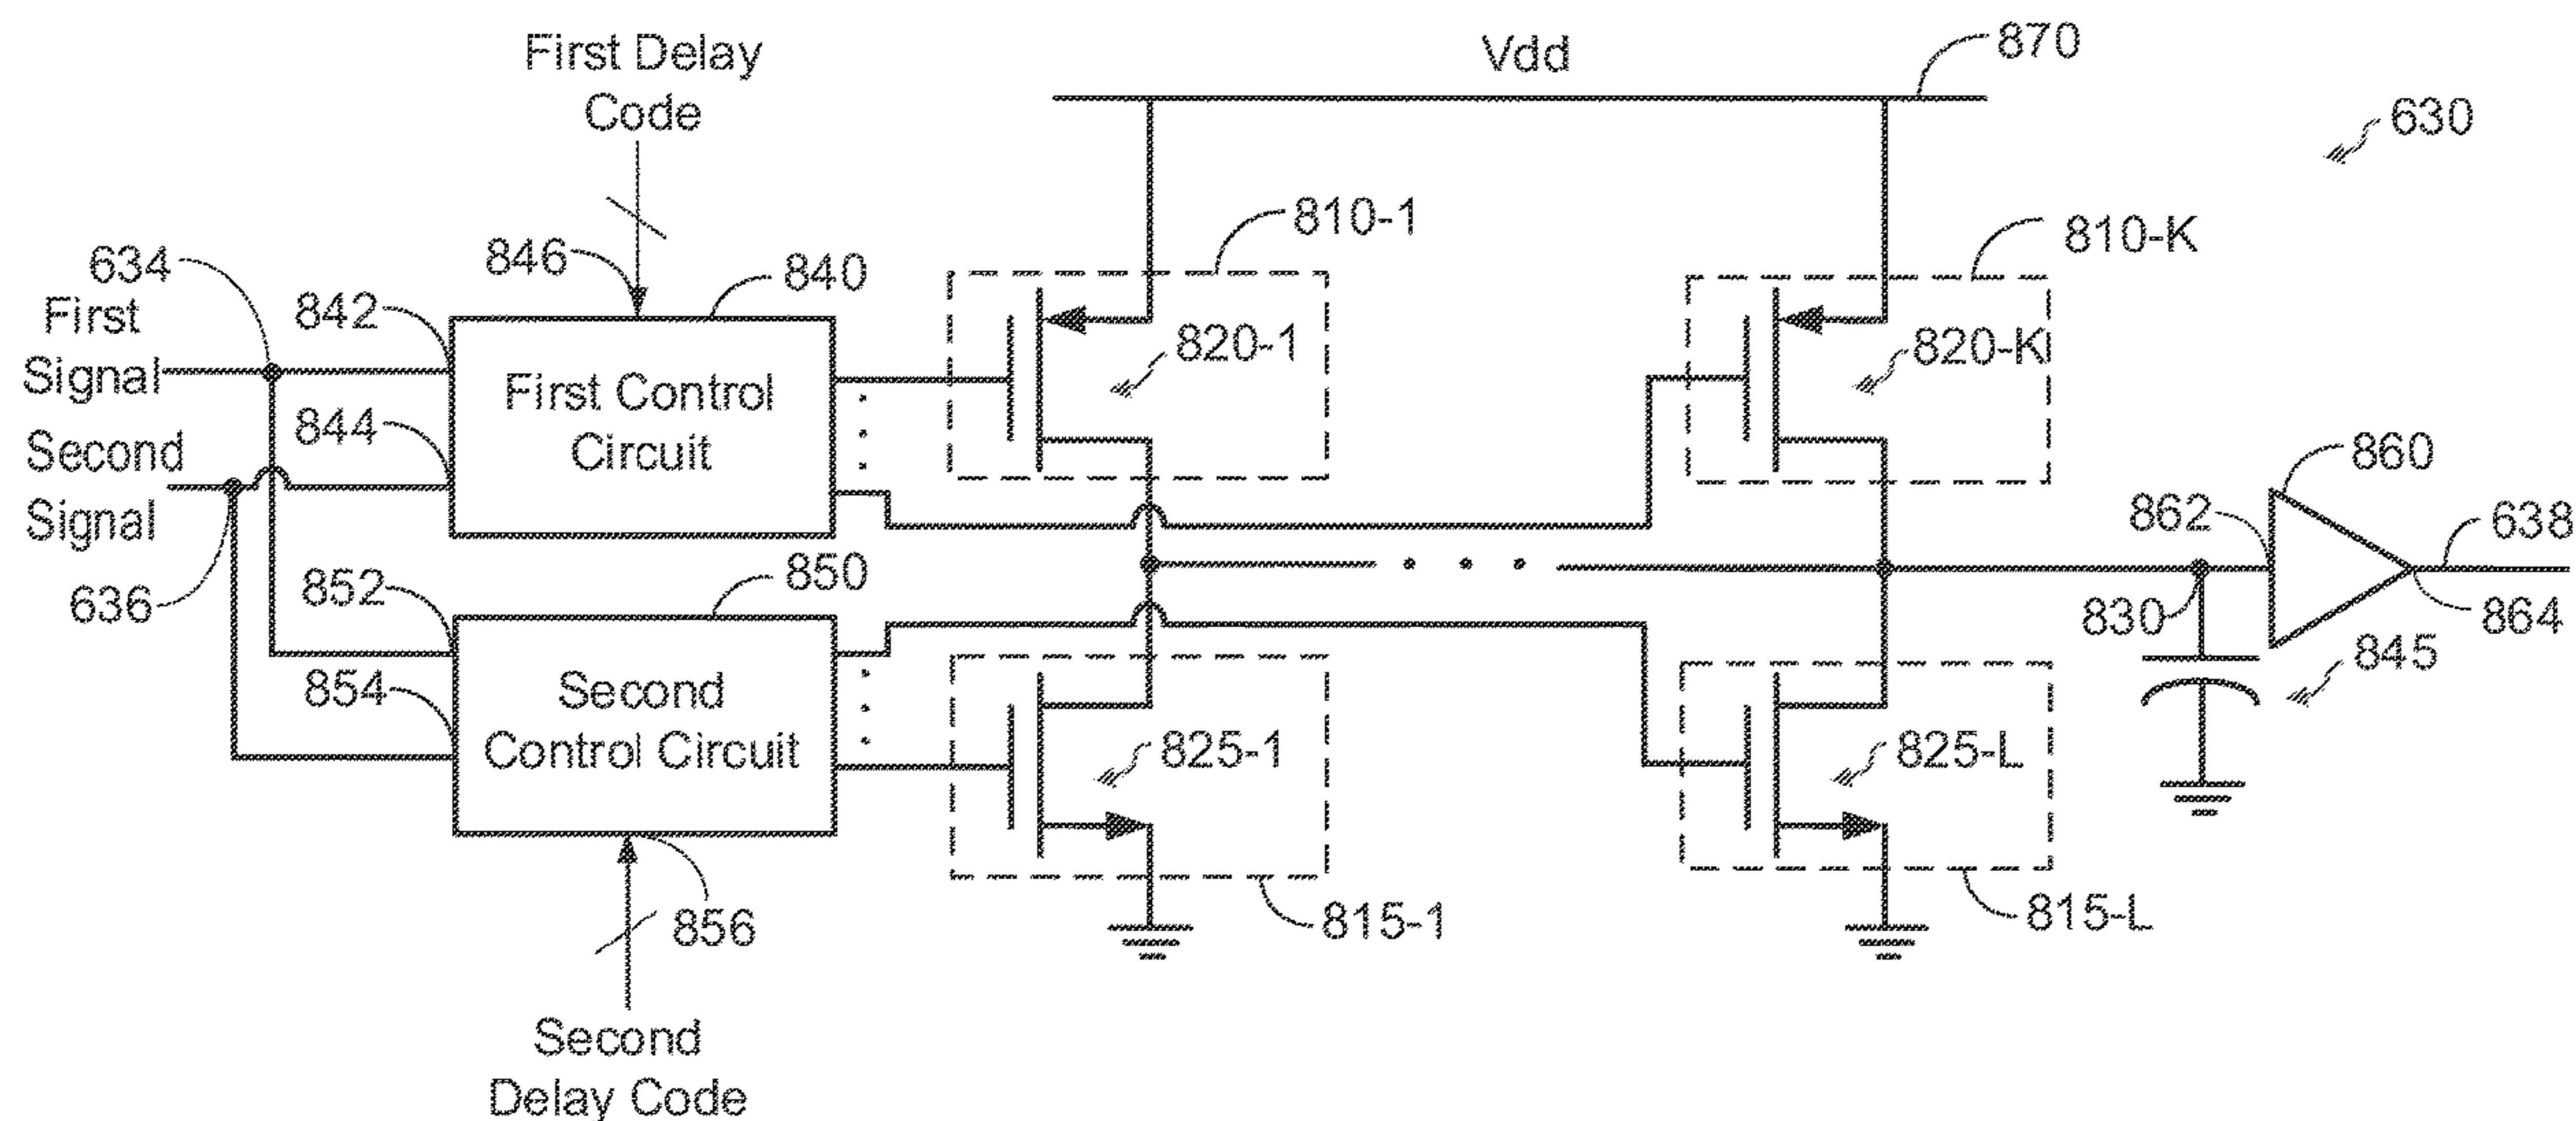 First Delay
Code
Vdd
870
630
810-1
810-K
846
840
634
842
First
Signal
820-1
820-K
First Control
Circuit
844
Second
Signal
860
862
638
636
852
850
830
864
845
854
Second
Control Circuit
825-1
825-L
856
815-1
815-L
Second
Delay Code